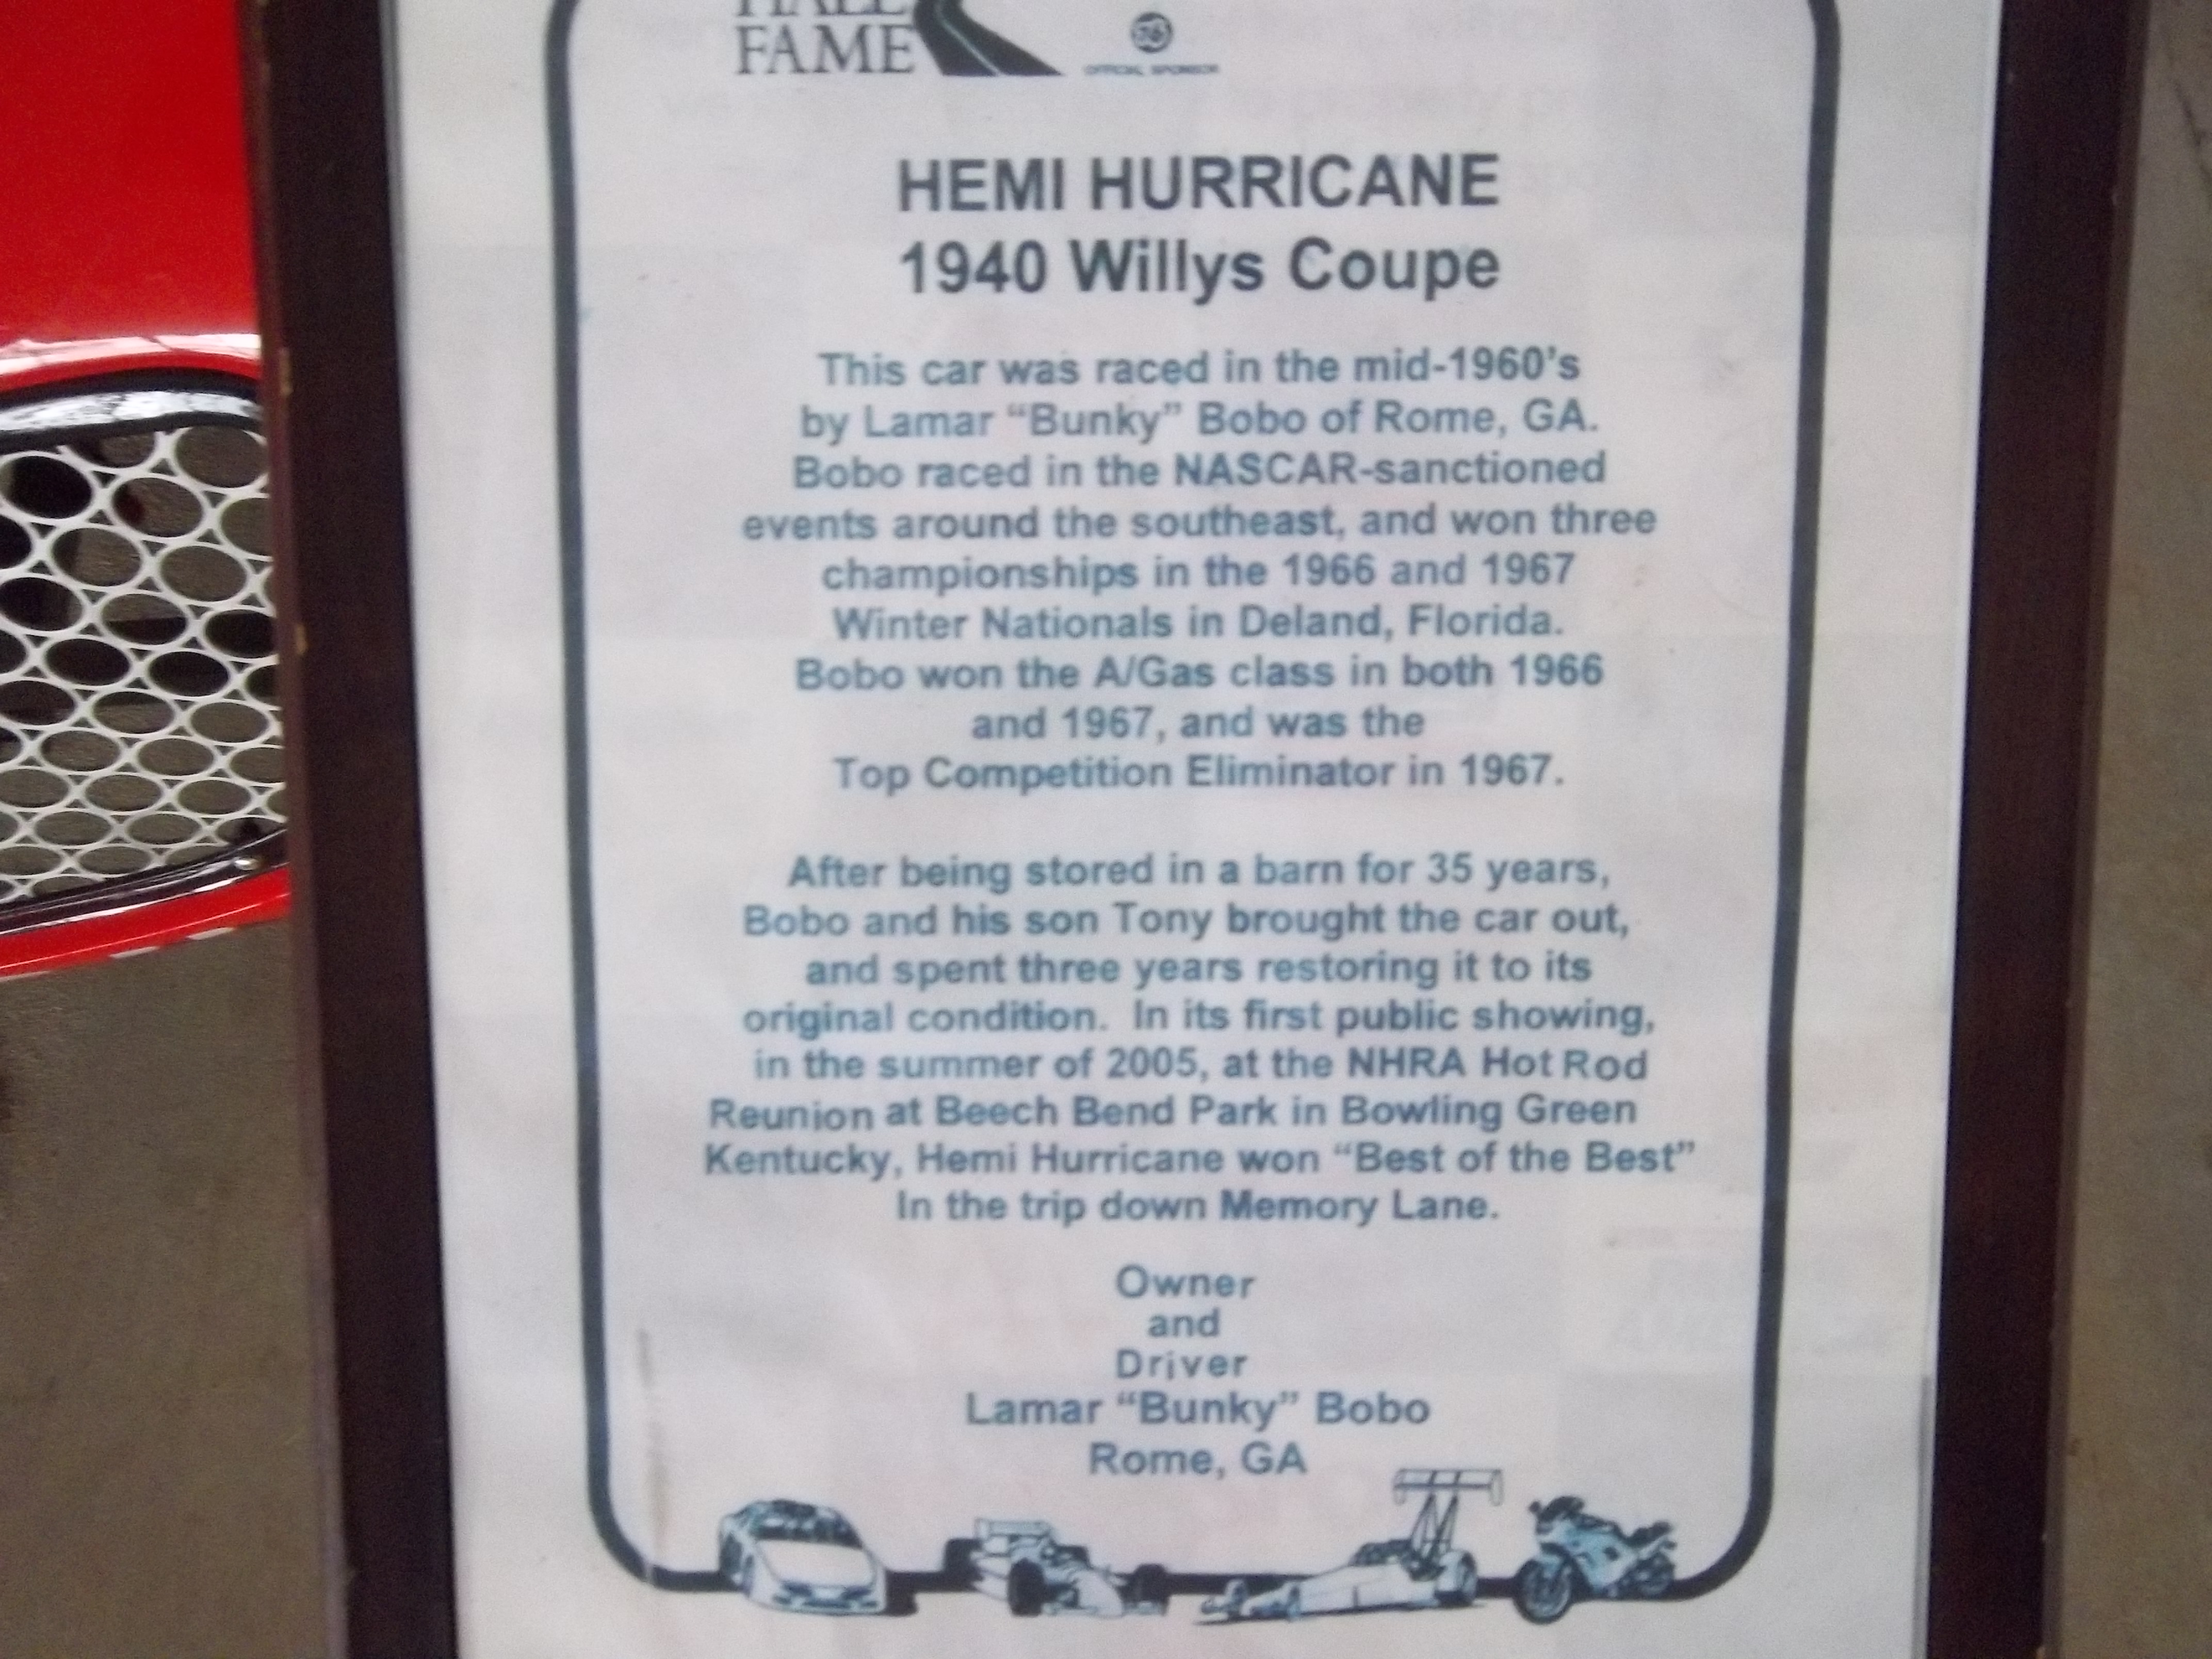 HALL
FAME
76
OFFICIAL SPONSOR
HEMI HURRICANE
1940 Willys Coupe
This car was raced in the mid-1960's
by Lamar “Bunky” Bobo of Rome, GA.
Bobo raced in the NASCAR-sanctioned
events around the southeast, and won three
championships in the 1966 and 1967
Winter Nationals in Deland, Florida.
Bobo won the A/Gas class in both 1966
and 1967, and was the
Top Competition Eliminator in 1967.
After being stored in a barn for 35 years,
Bobo and his son Tony brought the car out,
and spent three years restoring it to its
original condition. In its first public showing,
in the summer of 2005, at the NHRA Hot Rod
Reunion at Beech Bend Park in Bowling Green
Kentucky, Hemi Hurricane won “Best of the Best”
In the trip down Memory Lane.
Owner
and
Driver
Lamar “Bunky” Bobo
Rome, GA